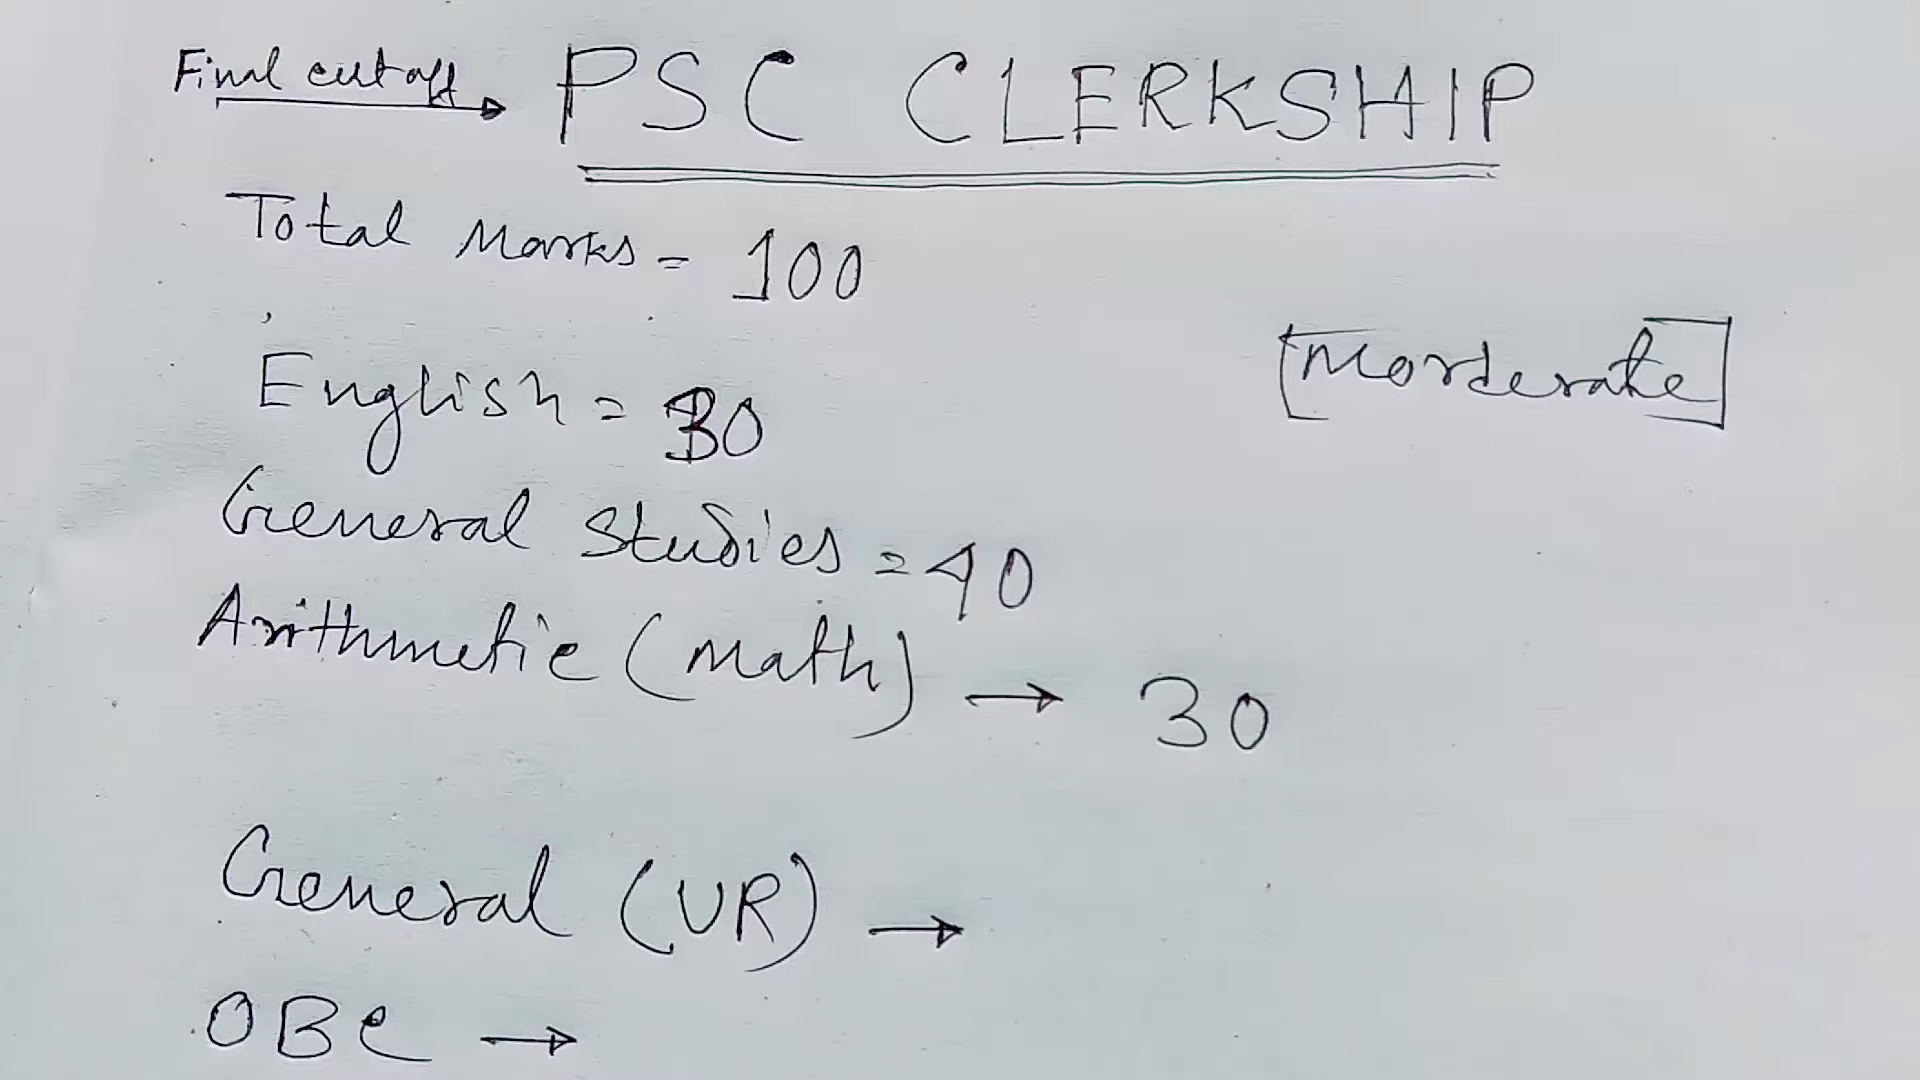 Final cut off → PSC CLERKSHIP
Total Marks = 100
Morderate
English = 30
General Studies = 40
Arithmetic (Math) → 30
General (UR) →
OBC →